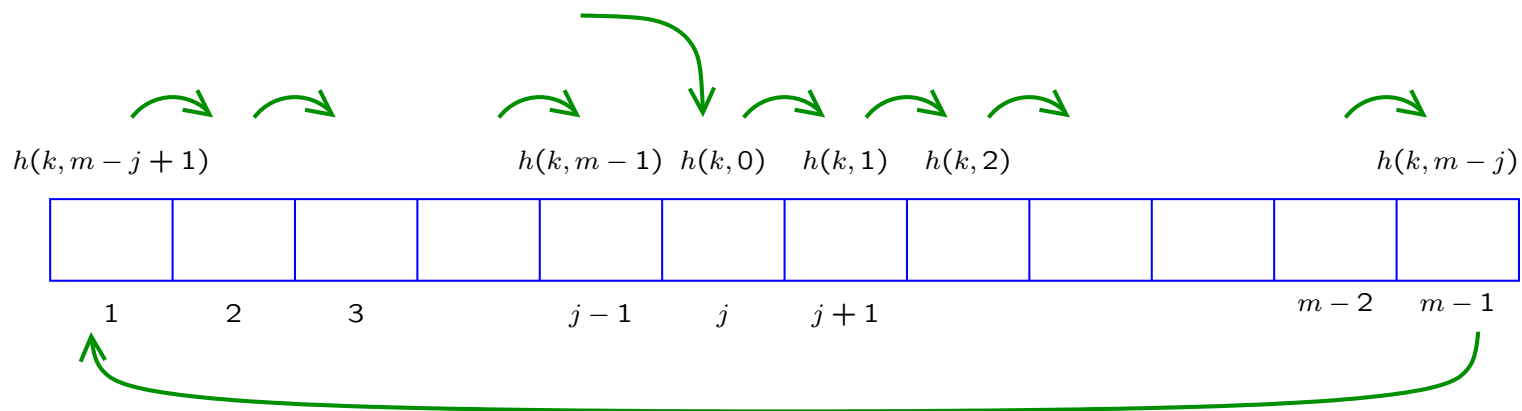 h(k, m − j + 1) h(k, m − 1) h(k, 0) h(k, 1) h(k, 2) h(k, m − j)
1 2 3 j − 1 j j + 1 m − 2 m − 1